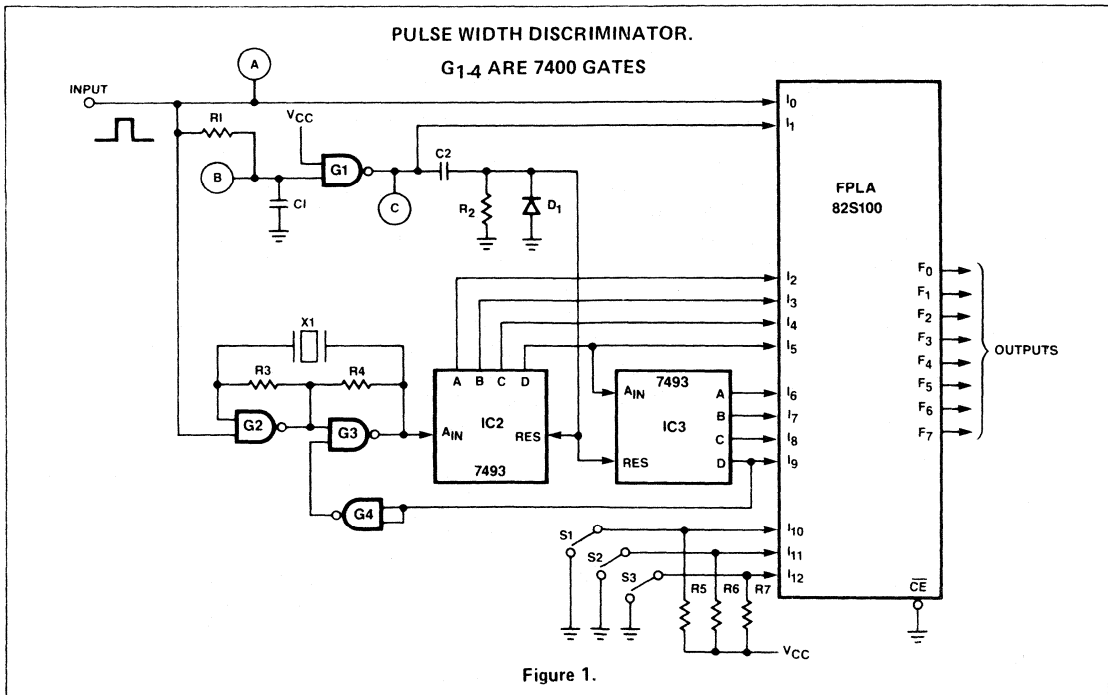 PULSE WIDTH DISCRIMINATOR.
G1-4 ARE 7400 GATES
A
INPUT
R1
VCC
B
G1
C2
C1
C
R2
D1
I0
I1
FPLA
82S100
I2
I3
I4
I5
I6
I7
I8
I9
I10
I11
I12
F0
F1
F2
F3
F4
F5
F6
F7
OUTPUTS
CE
X1
R3
R4
G2
G3
G4
A B C D
AIN
IC2
RES
7493
7493
AIN
IC3
RES
A
B
C
D
S1
S2
S3
R5
R6
R7
VCC
Figure 1.